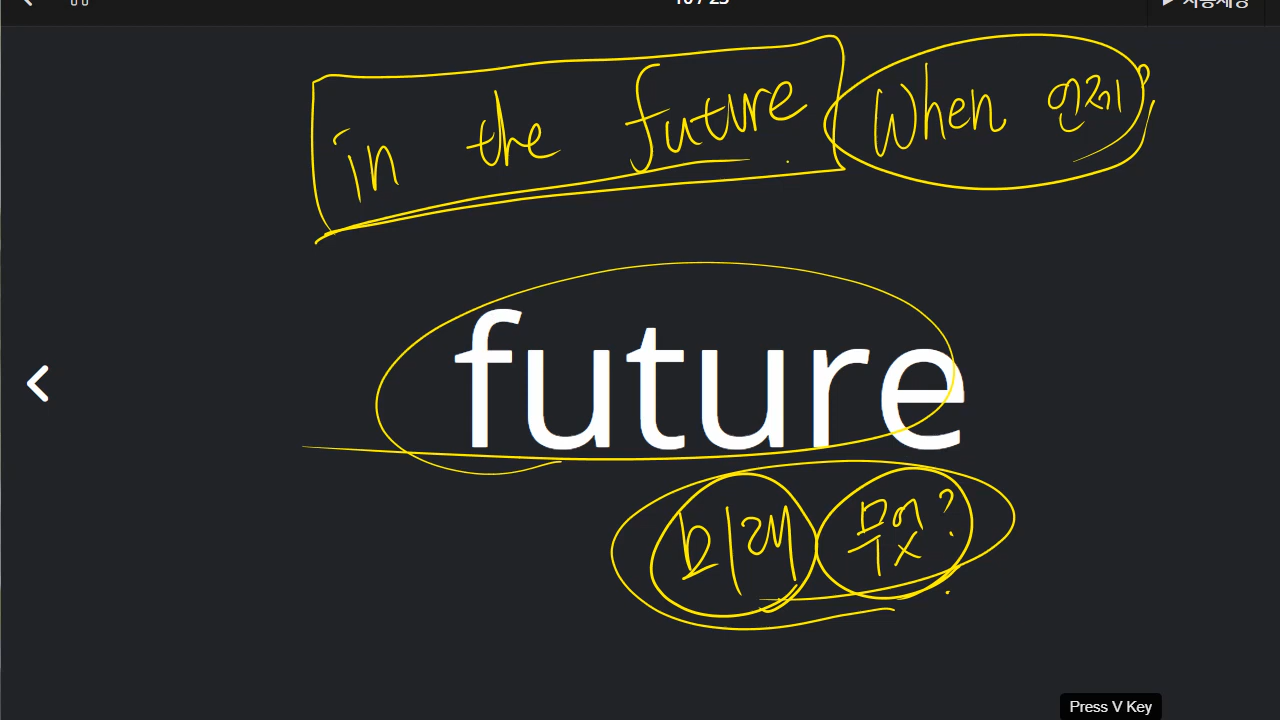 in the future When 언제?
future
미래 무엇?
Press V Key